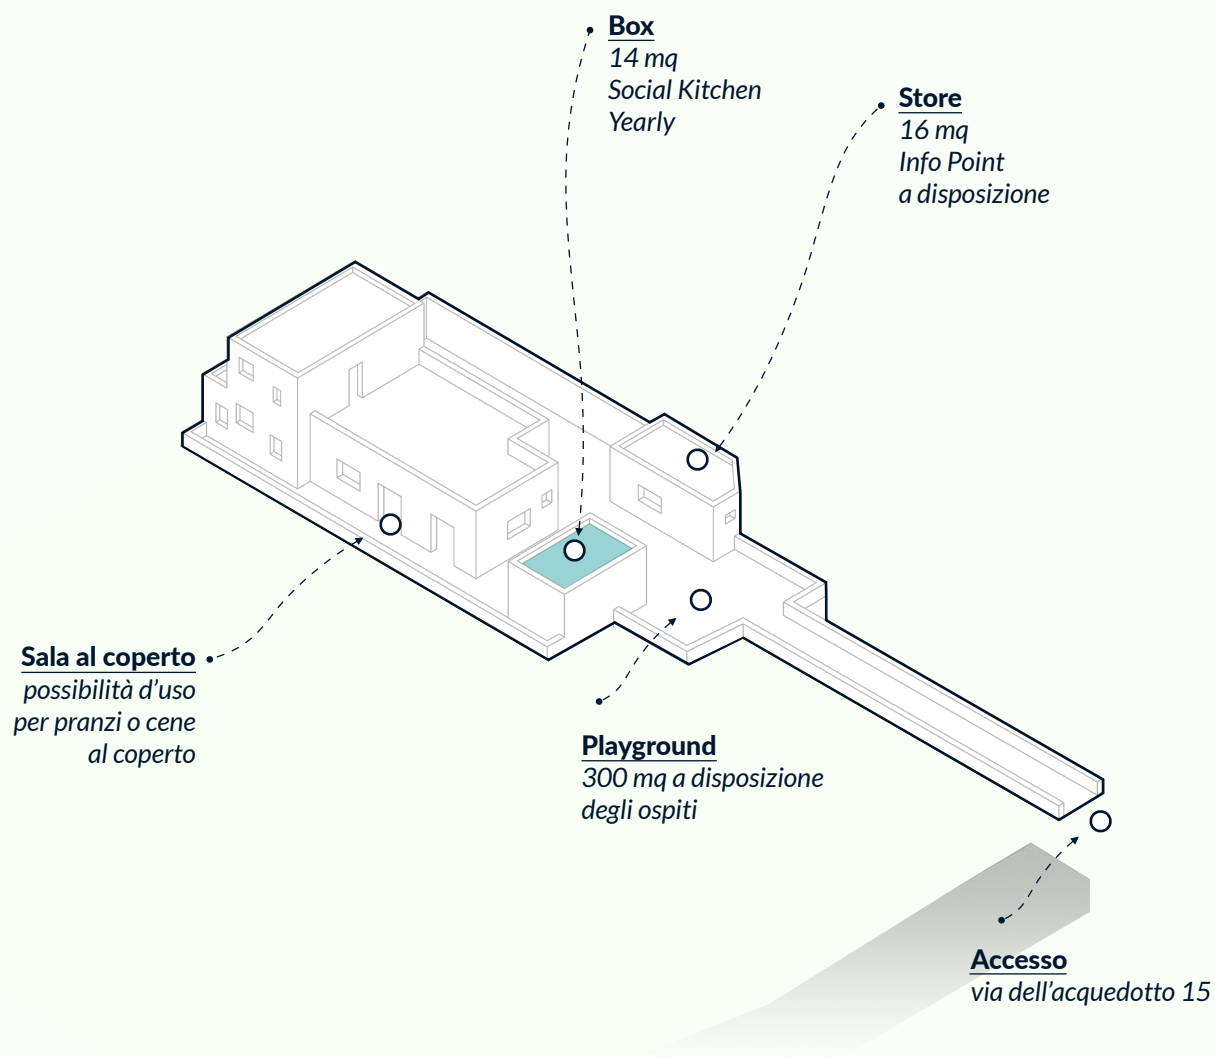 Box
14 mq
Social Kitchen
Yearly
Store
16 mq
Info Point
a disposizione
Sala al coperto
possibilità d’uso
per pranzi o cene
al coperto
Playground
300 mq a disposizione
degli ospiti
Accesso
via dell’acquedotto 15